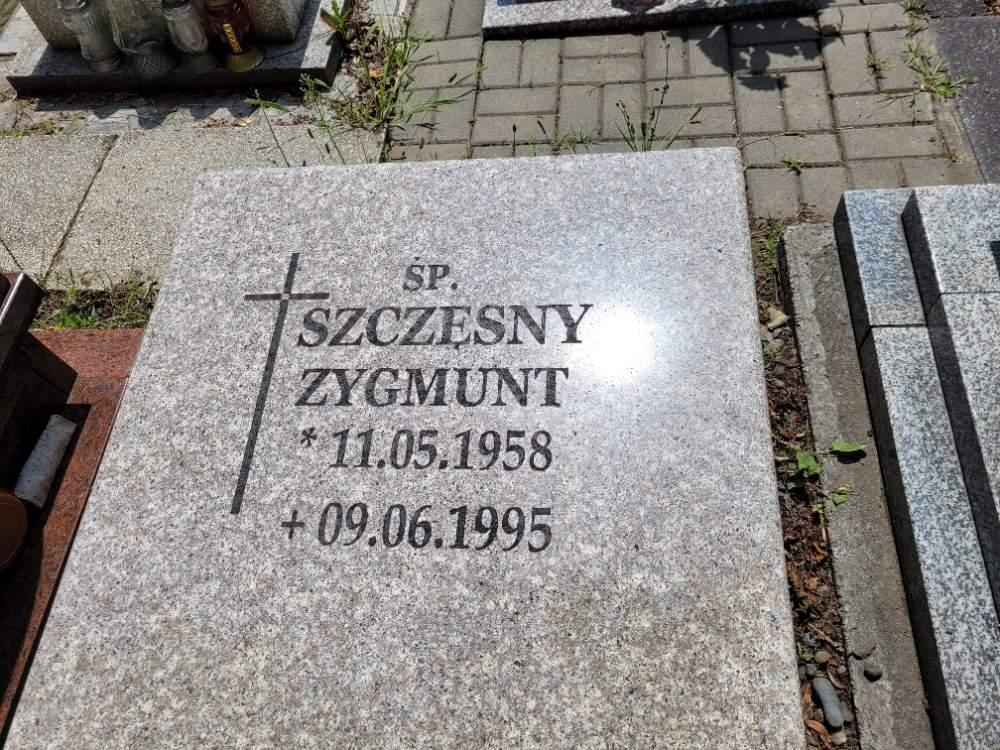 ŚP.
SZCZĘSNY
ZYGMUNT
* 11.05.1958
+ 09.06.1995